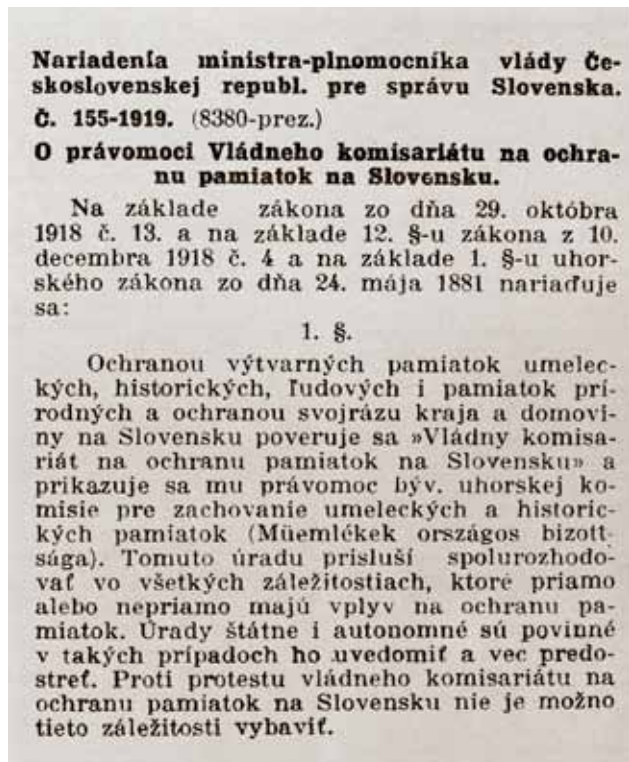 Nariadenía ministra-plnomocníka vlády Če-
skoslovenskej republ. pre správu Slovenska.
Č. 155-1919. (8380-prez.)
O právomoci Vládneho komisariátu na ochra-
nu pamiatok na Slovensku.
Na základe zákona zo dňa 29. októbra
1918 č. 13. a na základe 12. §-u zákona z 10.
decembra 1918 č. 4 a na základe 1. §-u uhor-
ského zákona zo dňa 24. mája 1881 nariaďuje
sa:
1. §.
Ochranou výtvarných pamiatok umelec-
kých, historických, ľudových i pamiatok prí-
rodných a ochranou svojrázu kraja a domovi-
ny na Slovensku poveruje sa »Vládny komisa-
riát na ochranu pamiatok na Slovensku» a
prikazuje sa mu právomoc býv. uhorskej ko-
misie pre zachovanie umeleckých a historic-
kých pamiatok (Müemlékek országos bizott-
sága). Tomuto úradu prísluší spolurozhodo-
vať vo všetkých záležitostiach, ktoré priamo
alebo nepriamo majú vplyv na ochranu pa-
miatok. Úrady štátne i autonomné sú povinné
v takých prípadoch ho uvedomiť a vec predo-
streť. Proti protestu vládneho komisariátu na
ochranu pamiatok na Slovensku nie je možno
tieto záležitosti vybaviť.